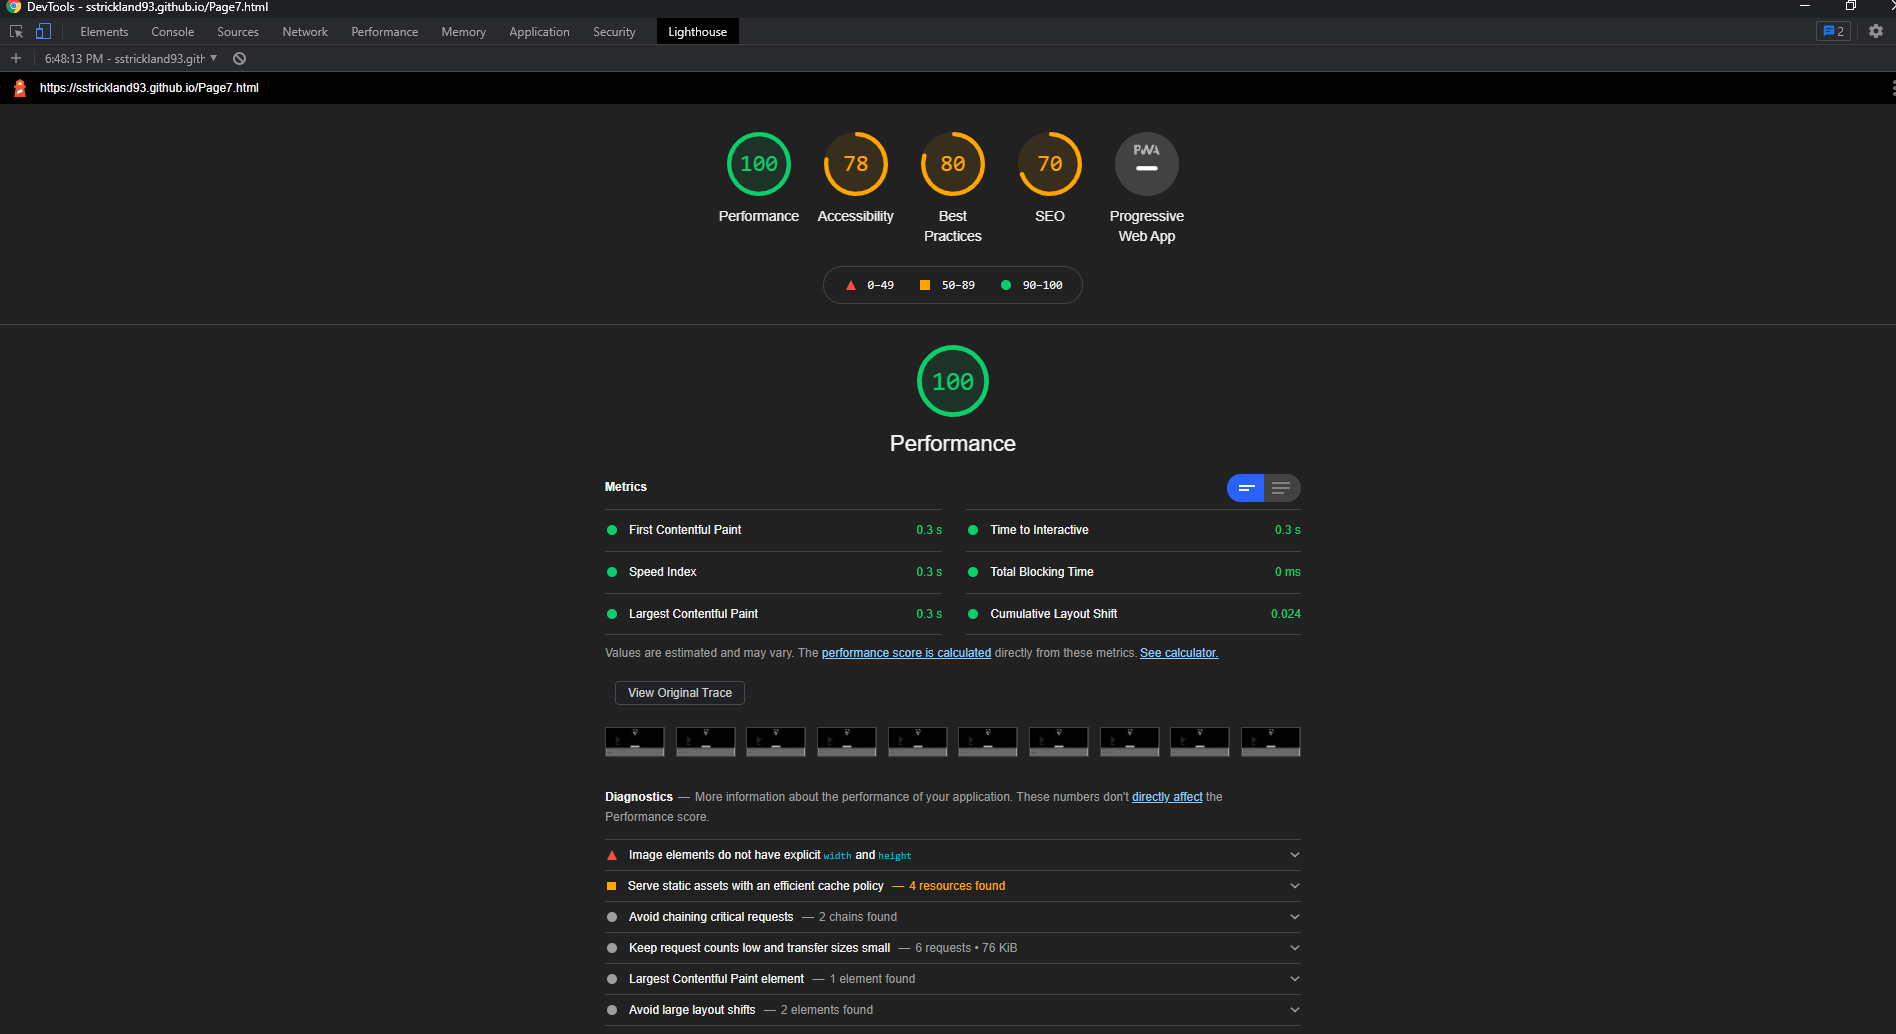 DevTools - sstrickland93.github.io/Page7.html
Elements Console Sources Network Performance Memory Application Security Lighthouse 2
6:48:13 PM - sstrickland93.gith
https://sstrickland93.github.io/Page7.html
100 78 80 70 PWA
Performance Accessibility Best Practices SEO Progressive Web App
0–49 50–89 90–100
100
Performance
Metrics
First Contentful Paint 0.3 s Time to Interactive 0.3 s
Speed Index 0.3 s Total Blocking Time 0 ms
Largest Contentful Paint 0.3 s Cumulative Layout Shift 0.024
Values are estimated and may vary. The performance score is calculated directly from these metrics. See calculator.
View Original Trace
Diagnostics — More information about the performance of your application. These numbers don't directly affect the
Performance score.
Image elements do not have explicit width and height
Serve static assets with an efficient cache policy — 4 resources found
Avoid chaining critical requests — 2 chains found
Keep request counts low and transfer sizes small — 6 requests • 76 KiB
Largest Contentful Paint element — 1 element found
Avoid large layout shifts — 2 elements found